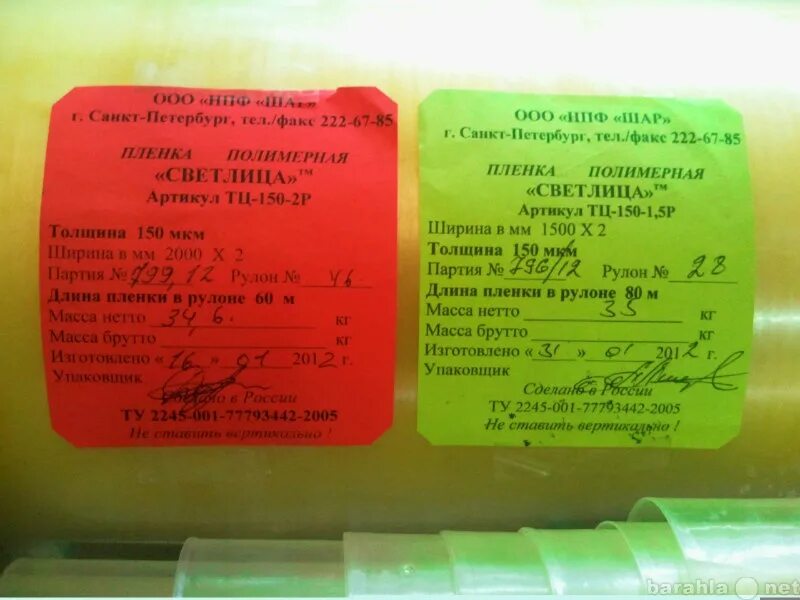 ООО «НПФ «ШАР»
г. Санкт-Петербург, тел./факс 222-67-85
ПЛЕНКА ПОЛИМЕРНАЯ
«СВЕТЛИЦА»™
Артикул ТЦ-150-2Р
Толщина 150 мкм
Ширина в мм 2000 Х 2
Партия № 799/12 Рулон № 46
Длина пленки в рулоне 60 м
Масса нетто 34,6 кг
Масса брутто кг
Изготовлено «16» 01 2012 г.
Упаковщик
Сделано в России
ТУ 2245-001-77793442-2005
Не ставить вертикально !
ООО «НПФ «ШАР»
г. Санкт-Петербург, тел./факс 222-67-85
ПЛЕНКА ПОЛИМЕРНАЯ
«СВЕТЛИЦА»™
Артикул ТЦ-150-1,5Р
Ширина в мм 1500 Х 2
Толщина 150 мкм
Партия № 796/12 Рулон № 28
Длина пленки в рулоне 80 м
Масса нетто 35 кг
Масса брутто кг
Изготовлено «31» 01 2012 г.
Упаковщик
Сделано в России
ТУ 2245-001-77793442-2005
Не ставить вертикально !
barahla net